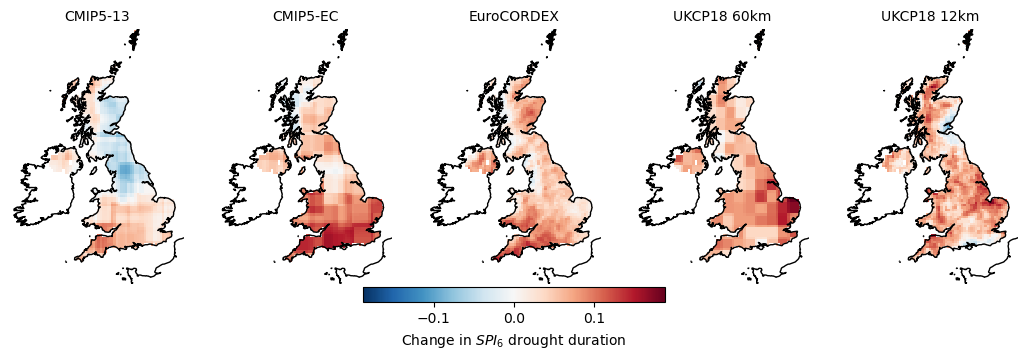 CMIP5-13 CMIP5-EC EuroCORDEX UKCP18 60km UKCP18 12km
−0.1 0.0 0.1
Change in SPI₆ drought duration